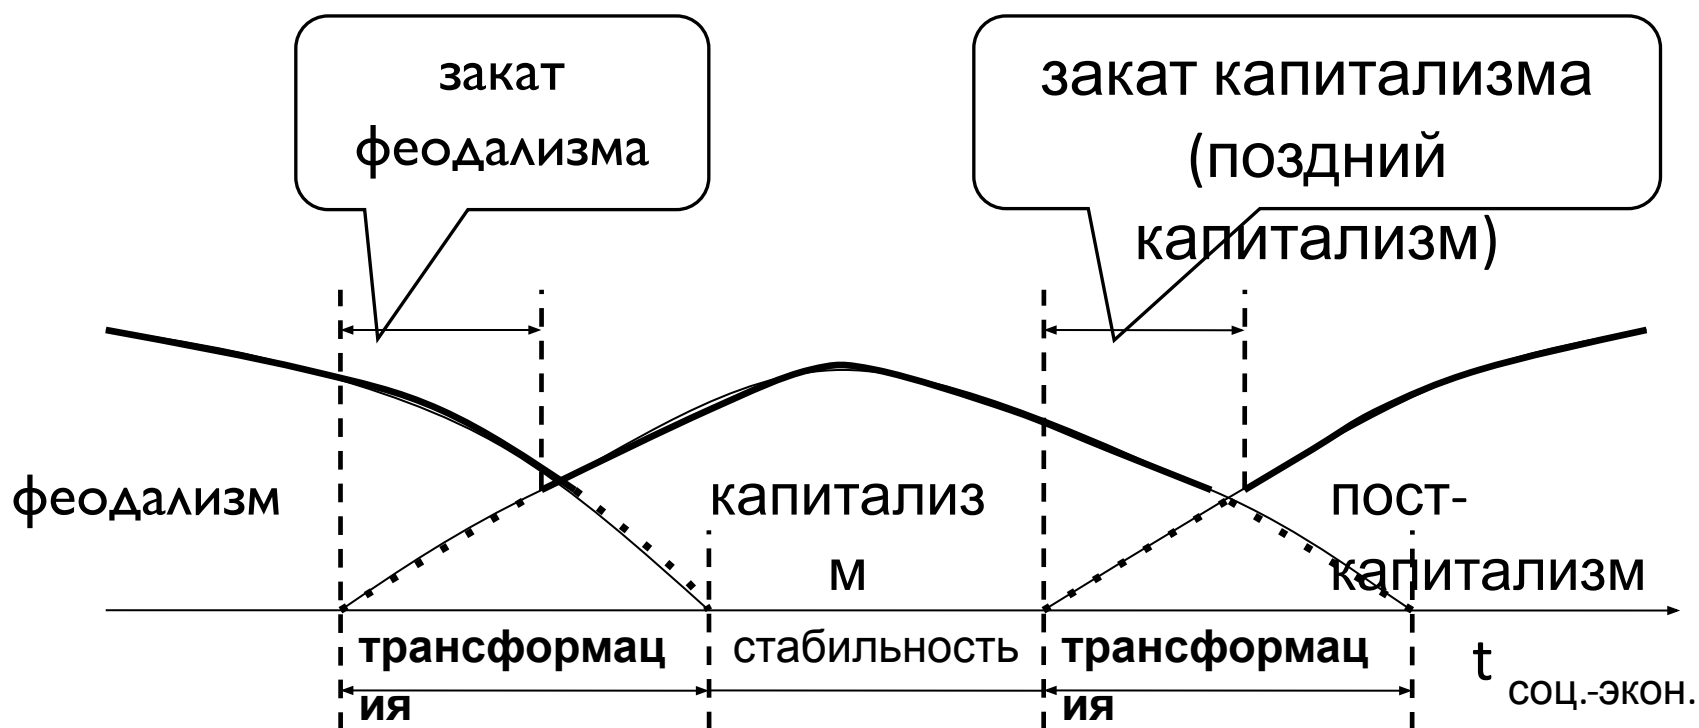 закат
феодализма
закат капитализма
(поздний
капитализм)
феодализм
капитализ
м
пост-
капитализм
трансформац
ия
стабильность
трансформац
ия
t соц.-экон.